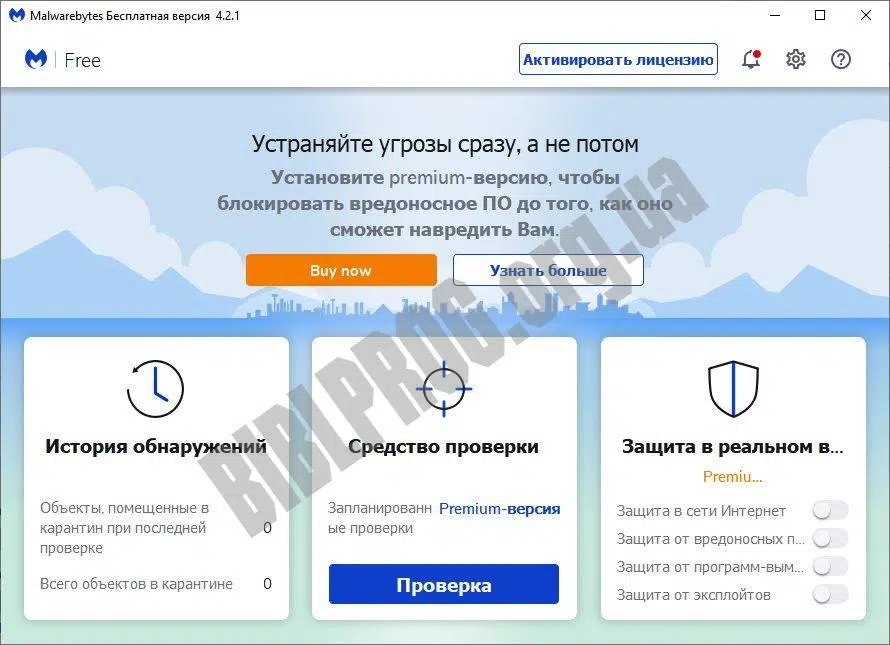 Malwarebytes Бесплатная версия 4.2.1
Free
Активировать лицензию
Устраняйте угрозы сразу, а не потом
Установите premium-версию, чтобы
блокировать вредоносное ПО до того, как оно
сможет навредить Вам.
Buy now
Узнать больше
BIBLPROG.org.ua
История обнаружений
Объекты, помещенные в
карантин при последней
проверке
0
Всего объектов в карантине 0
Средство проверки
Запланированн Premium-версия
ые проверки
Проверка
Защита в реальном в...
Premiu...
Защита в сети Интернет
Защита от вредоносных п...
Защита от программ-вым...
Защита от эксплойтов